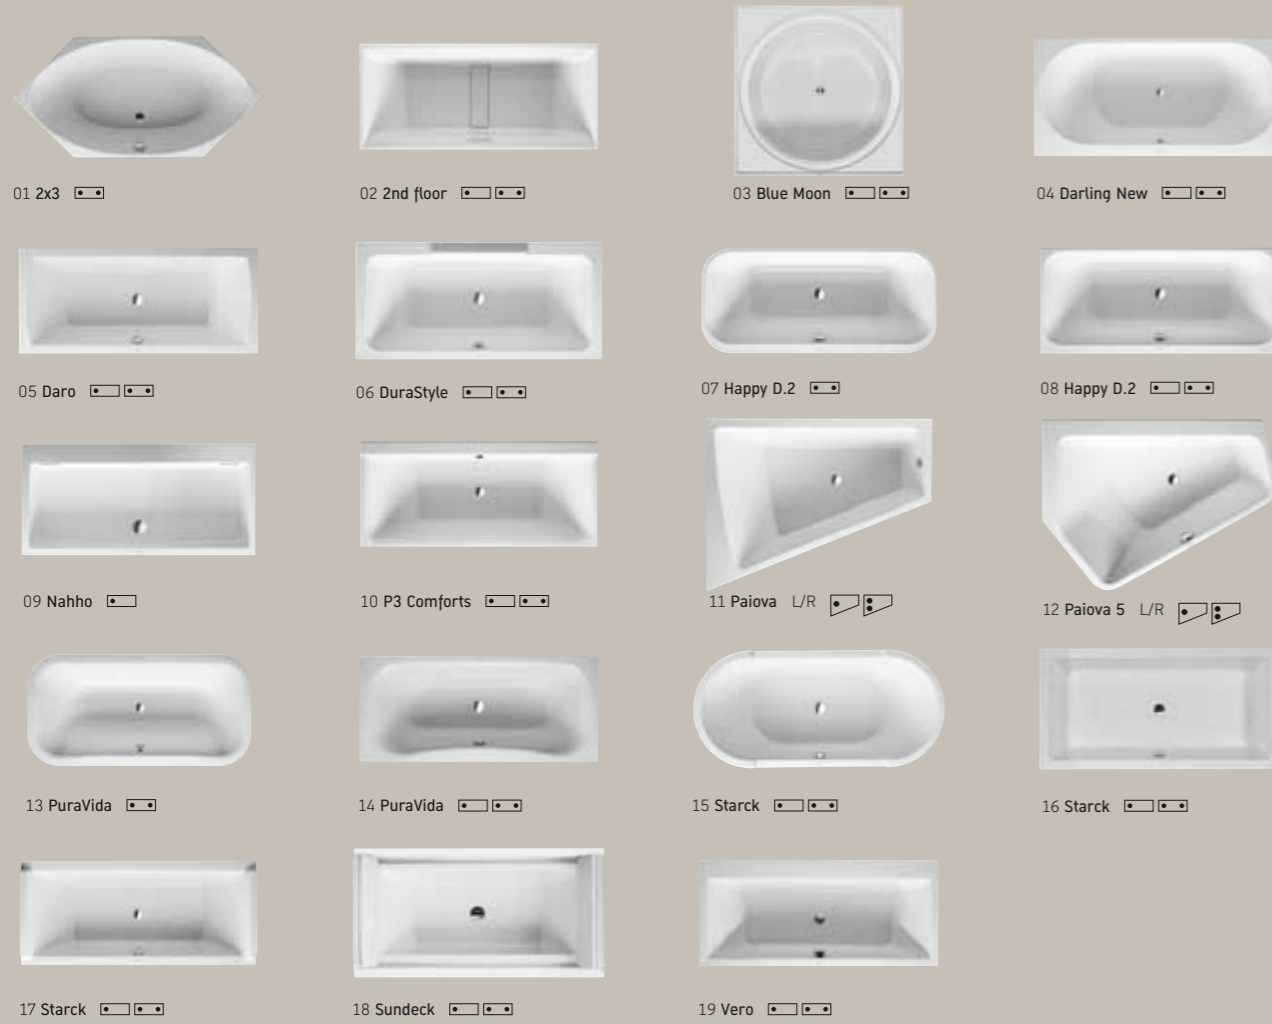 01 2x3
02 2nd floor
03 Blue Moon
04 Darling New
05 Daro
06 DuraStyle
07 Happy D.2
08 Happy D.2
09 Nahho
10 P3 Comforts
11 Paiova L/R
12 Paiova 5 L/R
13 PuraVida
14 PuraVida
15 Starck
16 Starck
17 Starck
18 Sundeck
19 Vero